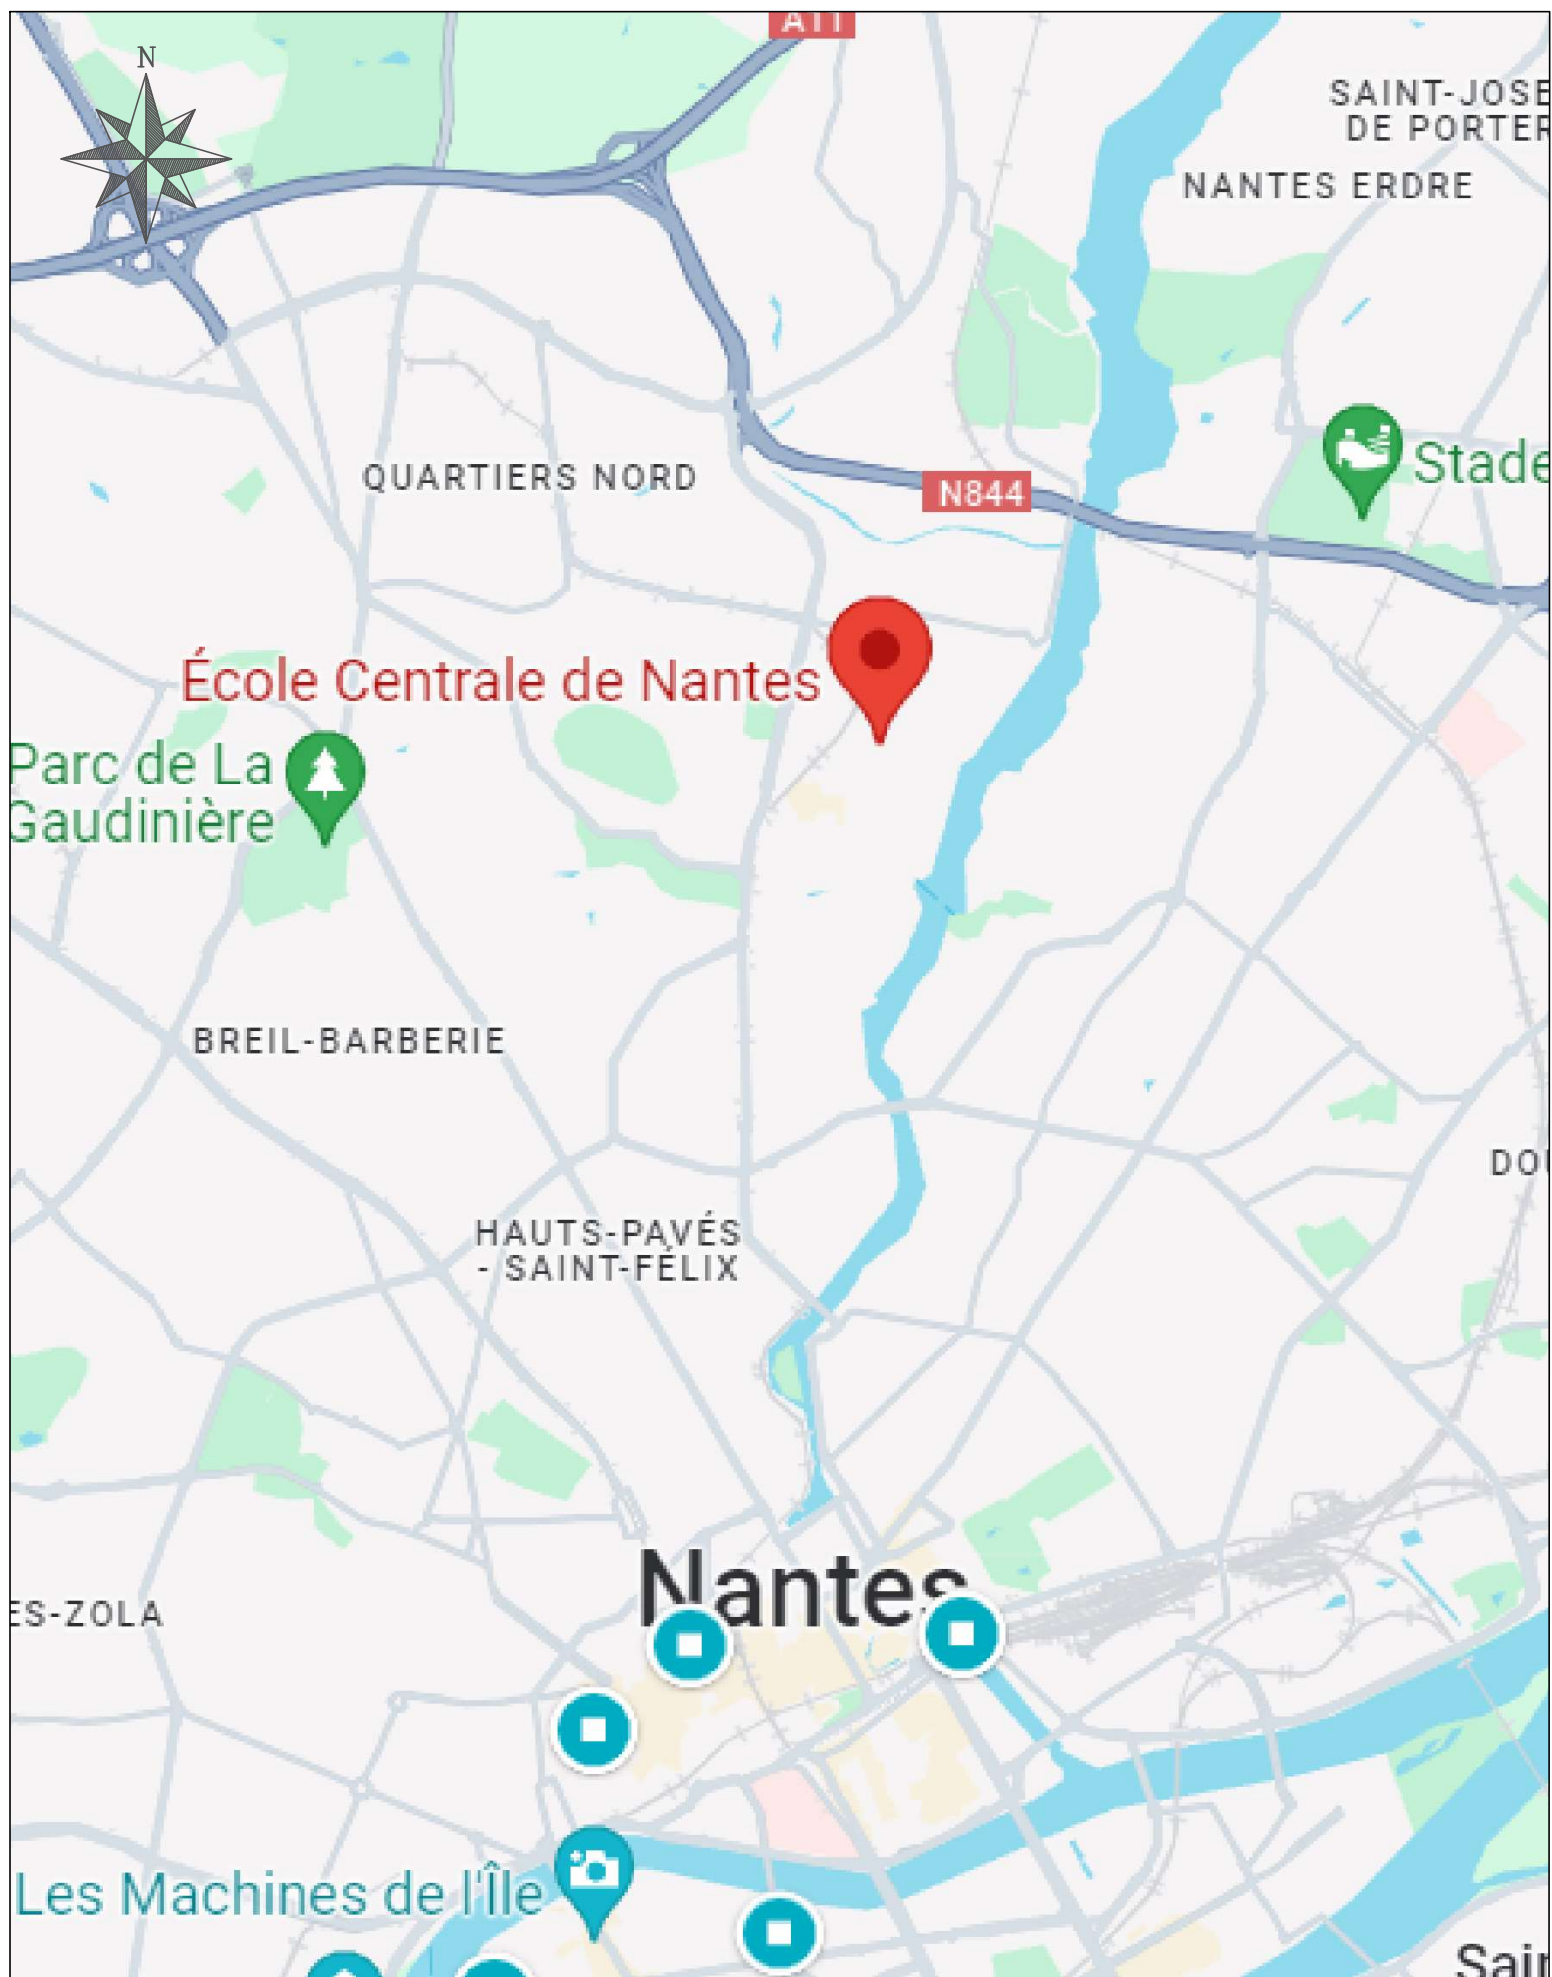 A11
N
SAINT-JOSE
DE PORTER
NANTES ERDRE
QUARTIERS NORD
Stade
N844
École Centrale de Nantes
Parc de La
Gaudinière
BREIL-BARBERIE
DOU
HAUTS-PAVÉS
- SAINT-FÉLIX
Nantes
ES-ZOLA
Les Machines de l'Île
Sain